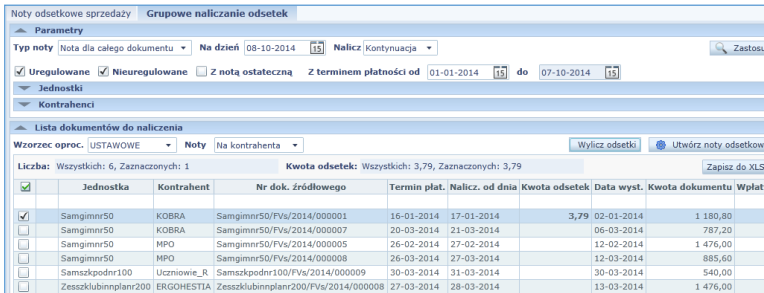 Noty odsetkowe sprzedaży Grupowe naliczanie odsetek
Parametry
Typ noty Nota dla całego dokumentu Na dzień 08-10-2014 15 Nalicz Kontynuacja Zastosu
Uregulowane Nieuregulowane Z notą ostateczną Z terminem płatności od 01-01-2014 15 do 07-10-2014 15
Jednostki
Kontrahenci
Lista dokumentów do naliczenia
Wzorzec oproc. USTAWOWE Noty Na kontrahenta Wylicz odsetki Utwórz noty odsetkow
Liczba: Wszystkich: 6, Zaznaczonych: 1 Kwota odsetek: Wszystkich: 3,79, Zaznaczonych: 3,79 Zapisz do XLS
Jednostka Kontrahent Nr dok. źródłowego Termin płat. Nalicz. od dnia Kwota odsetek Data wyst. Kwota dokumentu Wpłat
Samgimnr50 KOBRA Samgimnr50/FVs/2014/000001 16-01-2014 17-01-2014 3,79 02-01-2014 1 180,80
Samgimnr50 KOBRA Samgimnr50/FVs/2014/000007 20-03-2014 21-03-2014 06-03-2014 787,20
Samgimnr50 MPO Samgimnr50/FVs/2014/000005 26-02-2014 27-02-2014 12-02-2014 1 476,00
Samgimnr50 MPO Samgimnr50/FVs/2014/000008 26-03-2014 27-03-2014 12-03-2014 885,60
Samszkpodnr100 Uczniowie_R Samszkpodnr100/FVs/2014/000009 30-03-2014 31-03-2014 30-03-2014 540,00
Zesszklubinnplanr200 ERGOHESTIA Zesszklubinnplanr200/FVs/2014/000008 27-03-2014 28-03-2014 13-03-2014 1 476,00